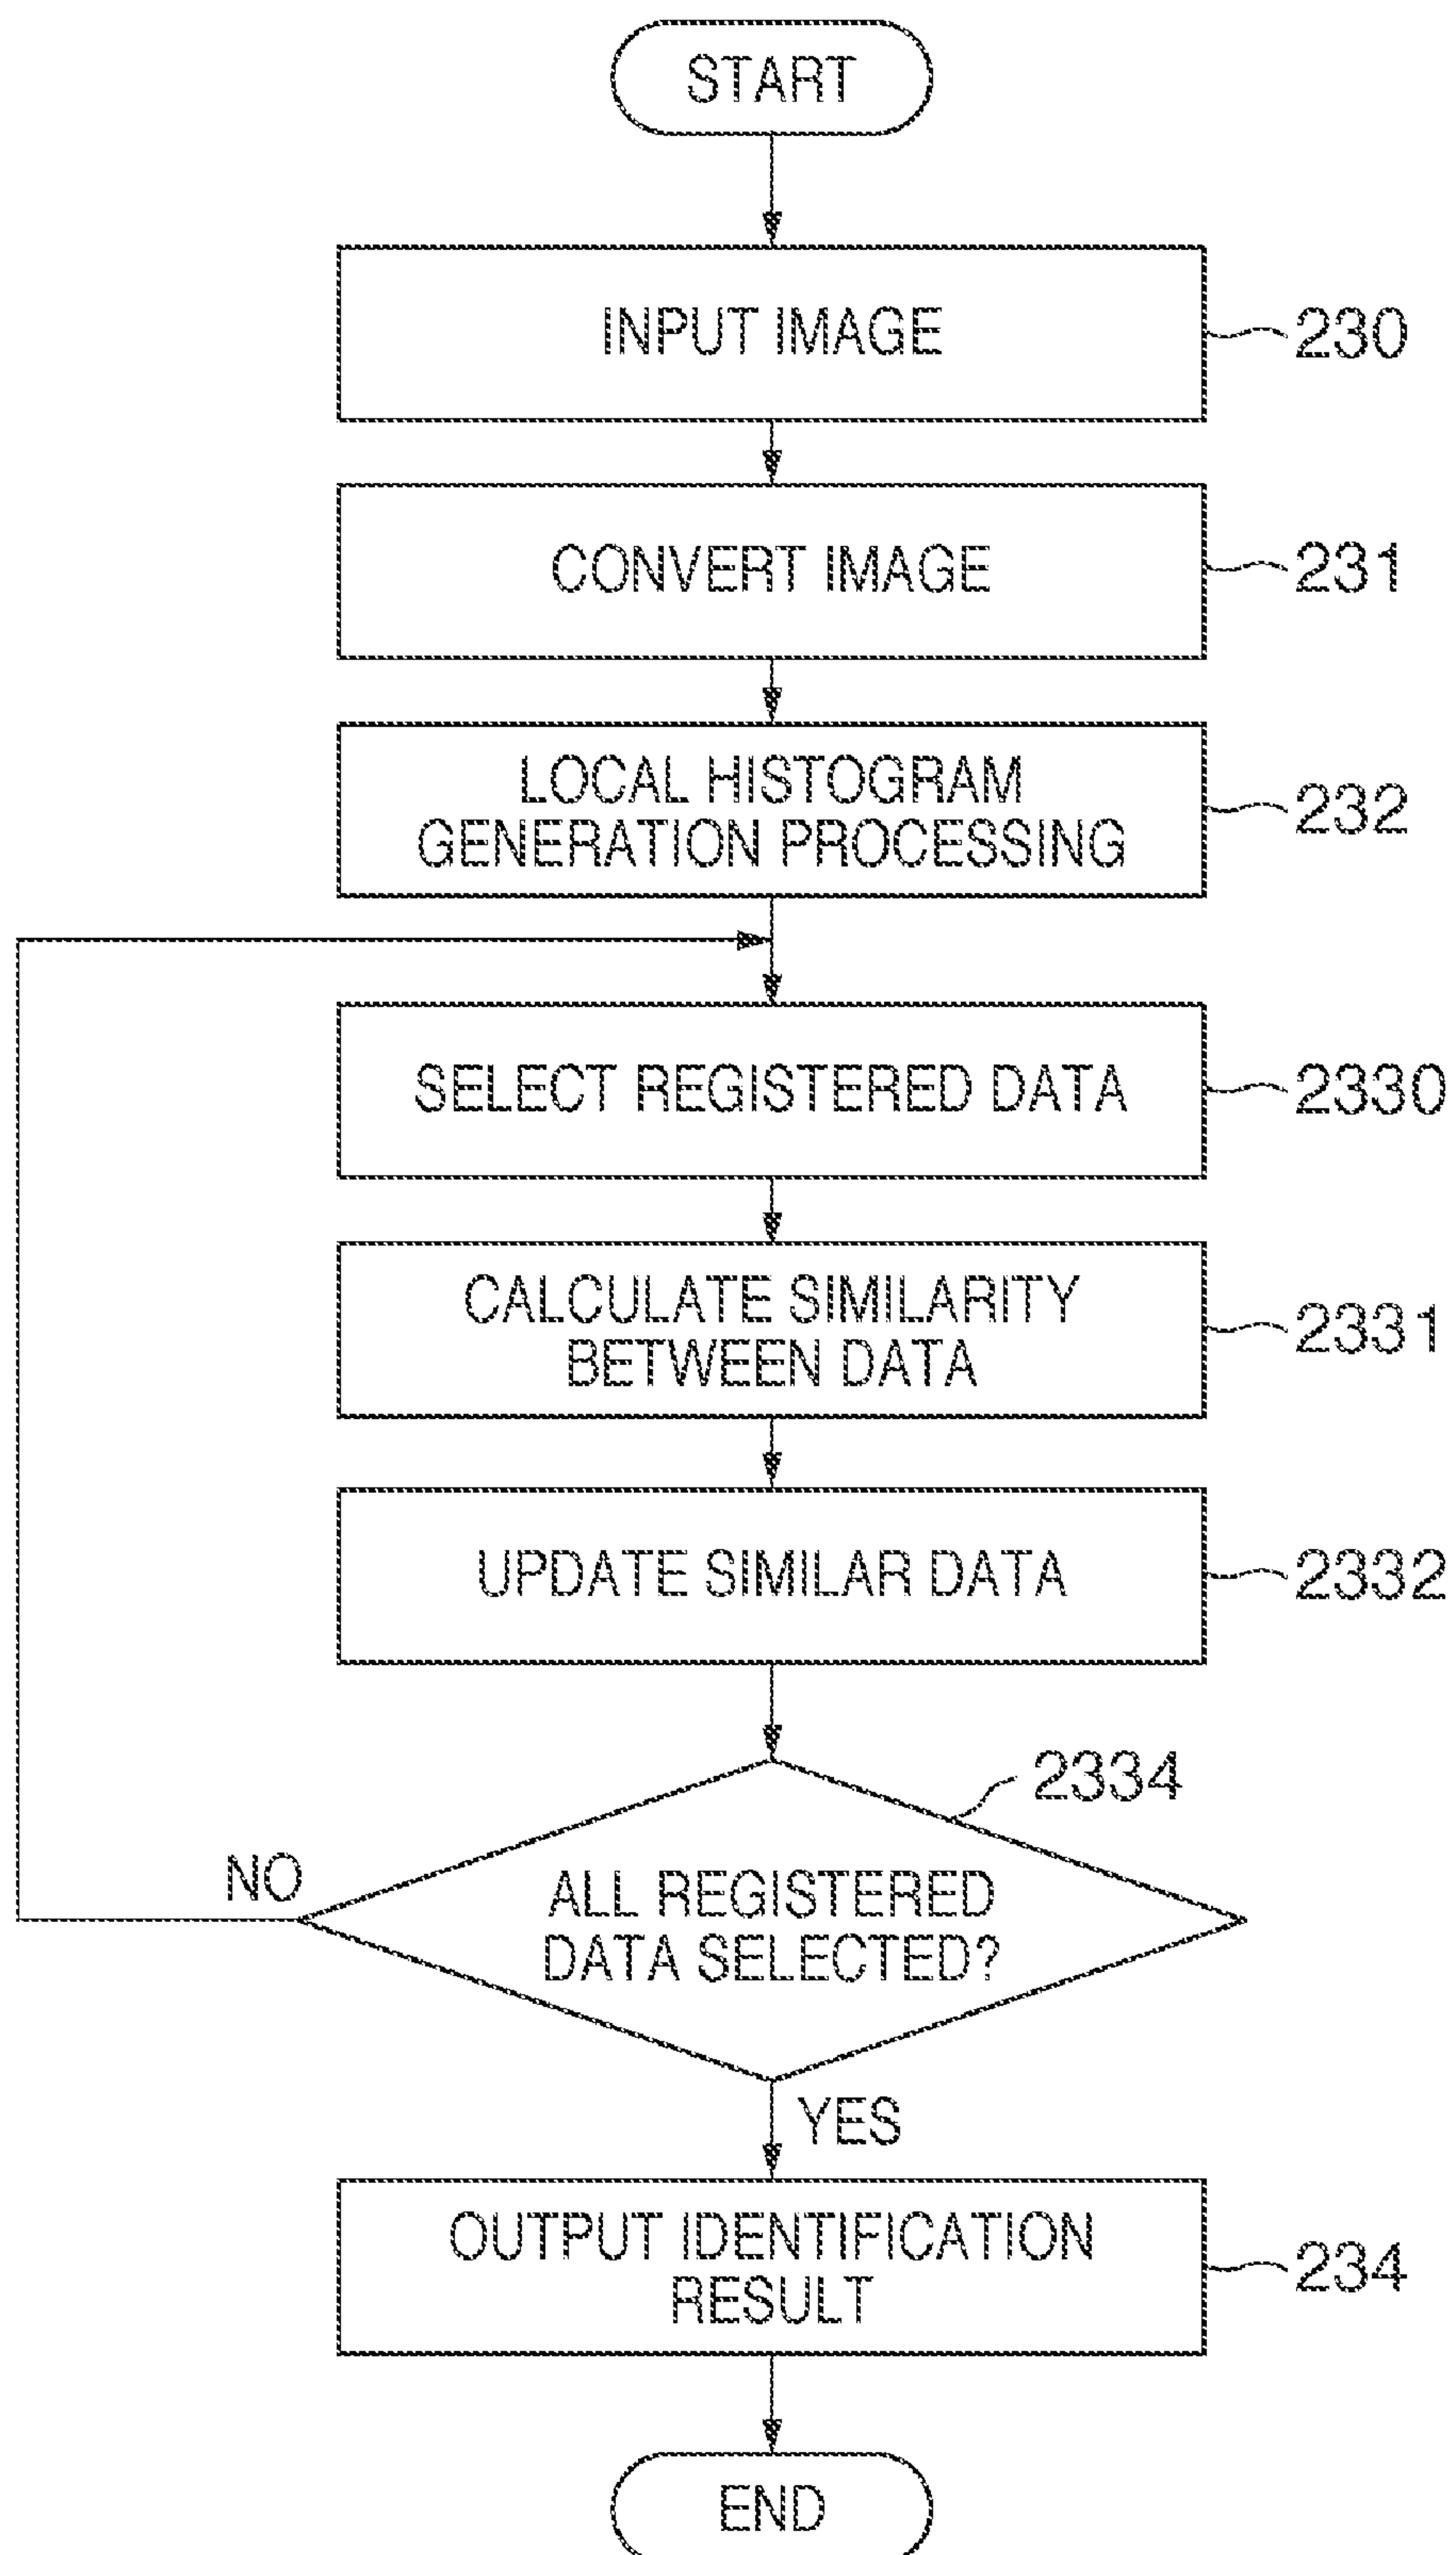 START
INPUT IMAGE
230
CONVERT IMAGE
231
LOCAL HISTOGRAM
GENERATION PROCESSING
232
SELECT REGISTERED DATA
2330
CALCULATE SIMILARITY
BETWEEN DATA
2331
UPDATE SIMILAR DATA
2332
2334
NO
ALL REGISTERED
DATA SELECTED?
YES
OUTPUT IDENTIFICATION
RESULT
234
END